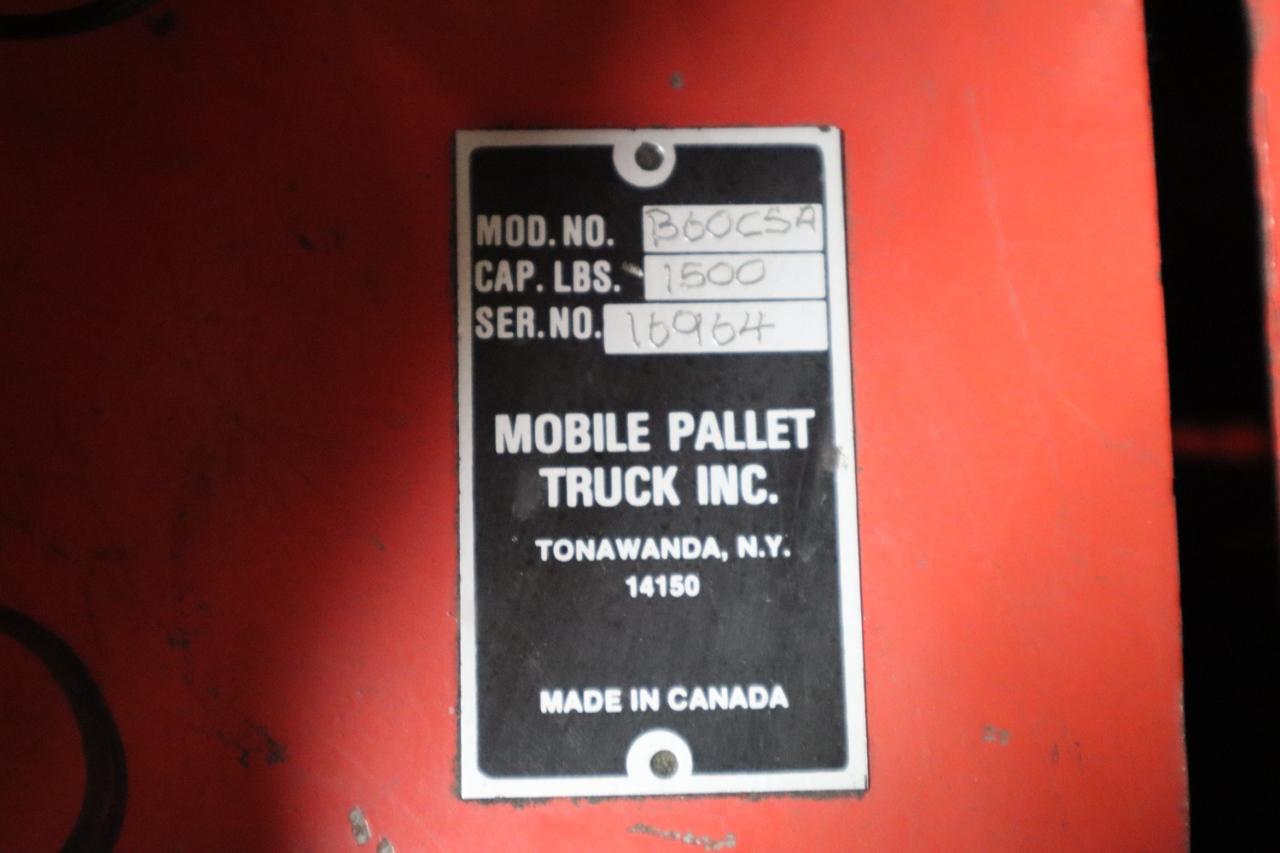 MOD. NO. B60CSA
CAP. LBS. 1500
SER. NO. 16964
MOBILE PALLET
TRUCK INC.
TONAWANDA, N.Y.
14150
MADE IN CANADA